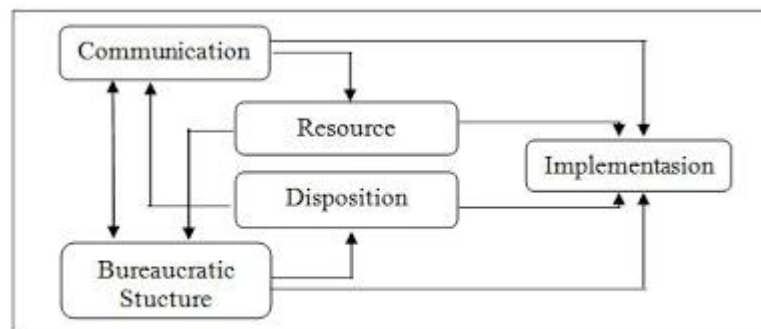 Communication
Resource
Implementasion
Disposition
Bureaucratic
Stucture